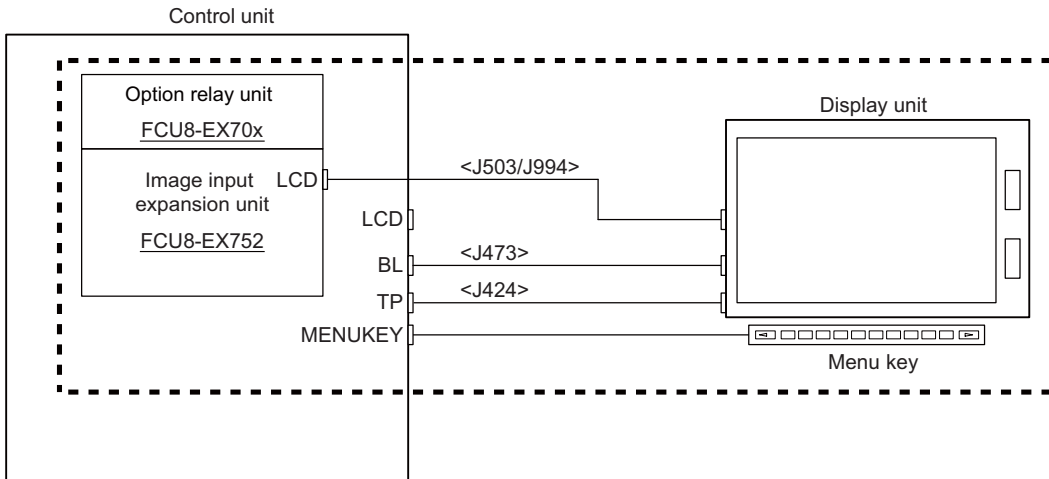 Control unit
Option relay unit
FCU8-EX70x
Display unit
Image input
expansion unit
FCU8-EX752
LCD
<J503/J994>
LCD
BL
<J473>
TP
<J424>
MENUKEY
Menu key